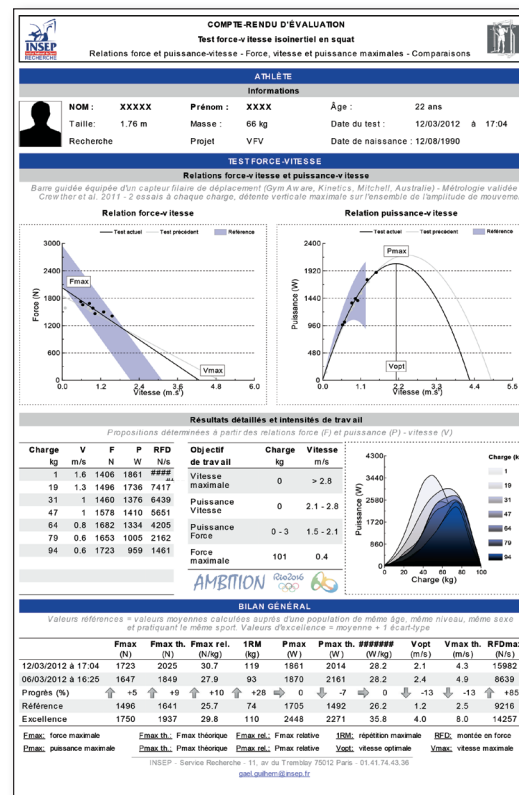 INSEP
RECHERCHE
COMPTE-RENDU D'ÉVALUATION
Test force-vitesse isoinertiel en squat
Relations force et puissance-vitesse - Force, vitesse et puissance maximales - Comparaisons
ATHLÈTE
Informations
NOM : XXXXX Prénom : XXXX Âge : 22 ans
Taille: 1.76 m Masse : 66 kg Date du test : 12/03/2012 à 17:04
Recherche Projet VFV Date de naissance : 12/08/1990
TEST FORCE-VITESSE
Relations force-vitesse et puissance-vitesse
Barre guidée équipée d'un capteur filaire de déplacement (Gym Aware, Kinetics, Mitchell, Australie) - Métrologie validée
Crewther et al. 2011 - 2 essais à chaque charge, détente verticale maximale sur l'ensemble de l'amplitude de mouveme
Relation force-vitesse
Test actuel Test précédent Référence
Force (N)
3000
2400
1800
1200
600
0
0.0 1.2 2.4 3.6 4.8 6.0
Vitesse (m.s')
Fmax
Vmax
Relation puissance-vitesse
Test actuel Test précédent Référence
Puissance (W)
2400
1920
1440
960
480
0
0.0 1.1 2.2 3.3 4.4 5.5
Vitesse (m.s')
Pmax
Vopt
Résultats détaillés et intensités de travail
Propositions déterminées à partir des relations force (F) et puissance (P) - vitesse (V)
Charge V F P RFD
kg m/s N W N/s
1 1.6 1406 1861 ####
19 1.3 1496 1736 7417
31 1 1460 1376 6439
47 1 1578 1410 5651
64 0.8 1682 1334 4205
79 0.6 1653 1005 2162
94 0.6 1723 959 1461
Objectif Charge Vitesse
de travail kg m/s
Vitesse
maximale 0 > 2.8
Puissance
Vitesse 0 2.1 - 2.8
Puissance
Force 0 - 3 1.5 - 2.1
Force
maximale 101 0.4
AMBITION Rio2016
Puissance (W)
4300
3440
2580
1720
860
0
0 20 40 60 80 100
Charge (kg)
Charge (k
1
19
31
47
64
79
94
BILAN GÉNÉRAL
Valeurs références = valeurs moyennes calculées auprès d'une population de même âge, même niveau, même sexe
et pratiquant le même sport. Valeurs d'excellence = moyenne + 1 écart-type
Fmax Fmax th. Fmax rel. 1RM Pmax Pmax th. ####### Vopt Vmax th. RFDma
(N) (N) (N/kg) (kg) (W) (W) (W/kg) (m/s) (m/s) (N/s)
12/03/2012 à 17:04 1723 2025 30.7 119 1861 2014 28.2 2.1 4.3 15982
06/03/2012 à 16:25 1647 1849 27.9 93 1870 2161 28.2 2.4 4.9 8639
Progrès (%) +5 +9 +10 +28 0 -7 0 -13 -13 +85
Référence 1496 1641 25.7 74 1705 1492 26.2 1.2 2.5 9216
Excellence 1750 1937 29.8 110 2448 2271 35.8 4.0 8.0 14257
Fmax: force maximale Fmax th.: Fmax théorique Fmax rel.: Fmax relative 1RM: répétition maximale RFD: montée en force
Pmax: puissance maximale Pmax th.: Pmax théorique Pmax rel.: Pmax relative Vopt: vitesse optimale Vmax: vitesse maximale
INSEP - Service Recherche - 11, av du Tremblay 75012 Paris - 01.41.74.43.36
gael.guilhem@insep.fr